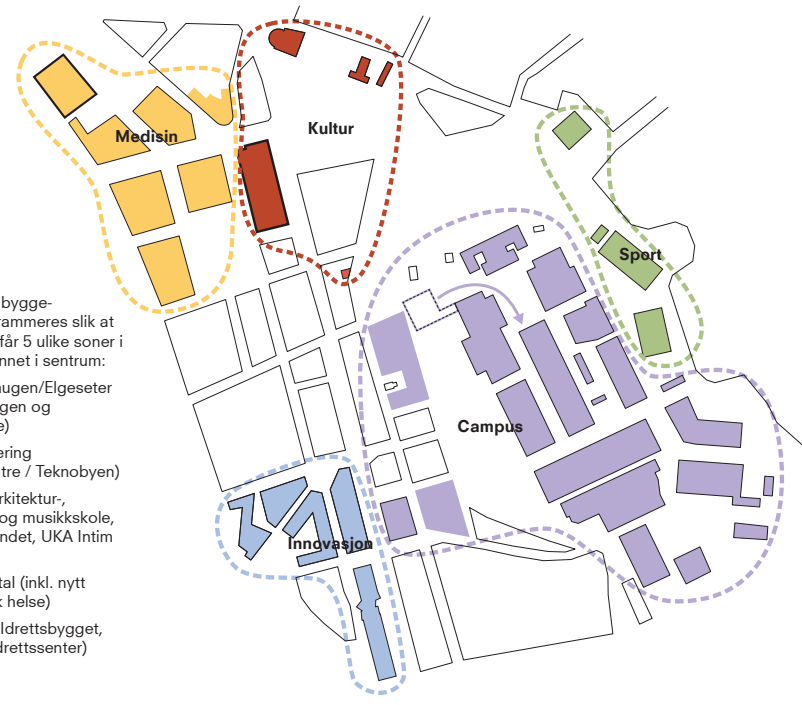 Medisin
Kultur
Sport
Campus
Innovasjon
bygge-
rammeres slik at
får 5 ulike soner i
nnet i sentrum:
augen/Elgeseter
gen og
e)
ering
tre / Teknobyen)
rkitektur-,
og musikkskole,
ndet, UKA Intim
tal (inkl. nytt
k helse)
Idrettsbygget,
drettssenter)